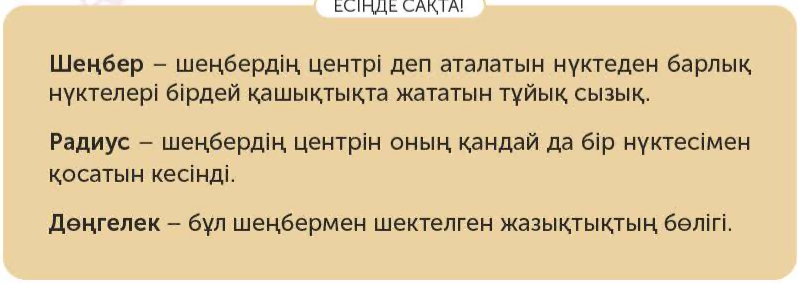 ЕСІҢДЕ САҚТА!
Шеңбер – шеңбердің центрі деп аталатын нүктеден барлық
нүктелері бірдей қашықтықта жататын тұйық сызық.
Радиус – шеңбердің центрін оның қандай да бір нүктесімен
қосатын кесінді.
Дөңгелек – бұл шеңбермен шектелген жазықтықтың бөлігі.